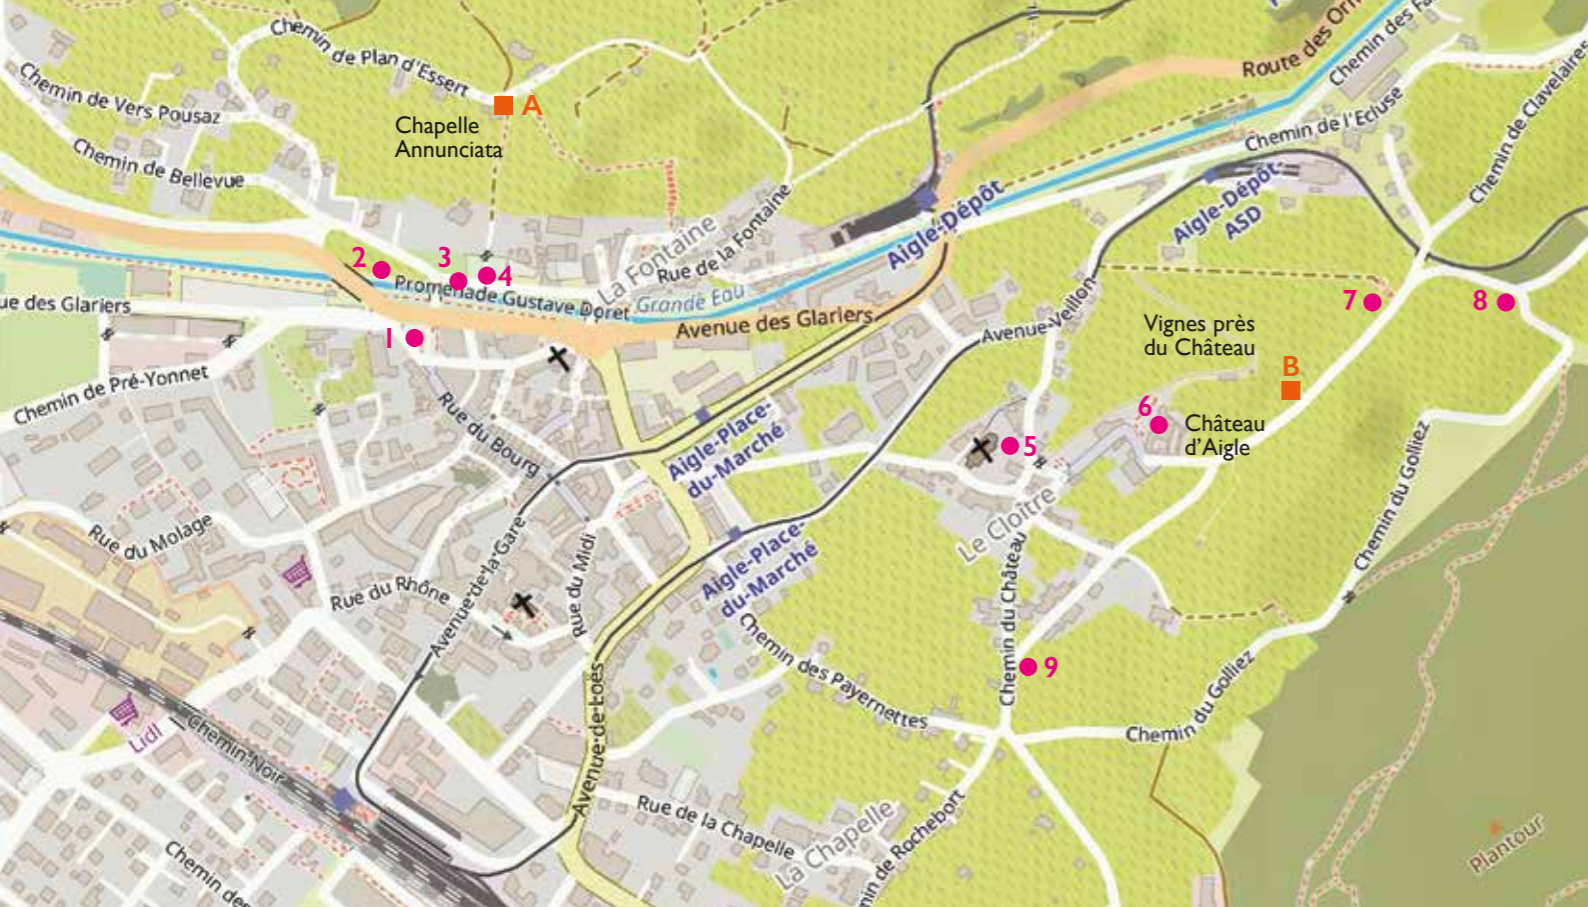 Chemin de Plan d'Essert
Route des Orm
Chemin des Fa
Chemin de Vers Pousaz
A
Chapelle
Annunciata
Chemin de l'Ecluse
Chemin de Clavelaires
Chemin de Bellevue
Aigle-Dépôt
Aigle-Dépôt-
ASD
La Fontaine
Rue de la Fontaine
2
3
4
Promenade Gustave Doret
Grande Eau
ue des Glariers
Avenue des Glariers
1
Avenue-Veillon
7
8
Vignes près
du Château
B
Chemin de Pré-Yonnet
Rue du Bourg
Aigle-Place-
du-Marché
6
Château
d'Aigle
5
Le Cloître
Chemin du Golliez
Rue du Molage
Avenue-de-la-Gare
Rue du Midi
Aigle-Place-
du-Marché
Rue du Rhône
Chemin du Château
9
Chemin des Payernettes
Chemin du Golliez
Lidl
Chemin-Noir
Avenue-de-Loës
Rue de la Chapelle
La Chapelle
min de Rochebort
Chemin des
Plantour